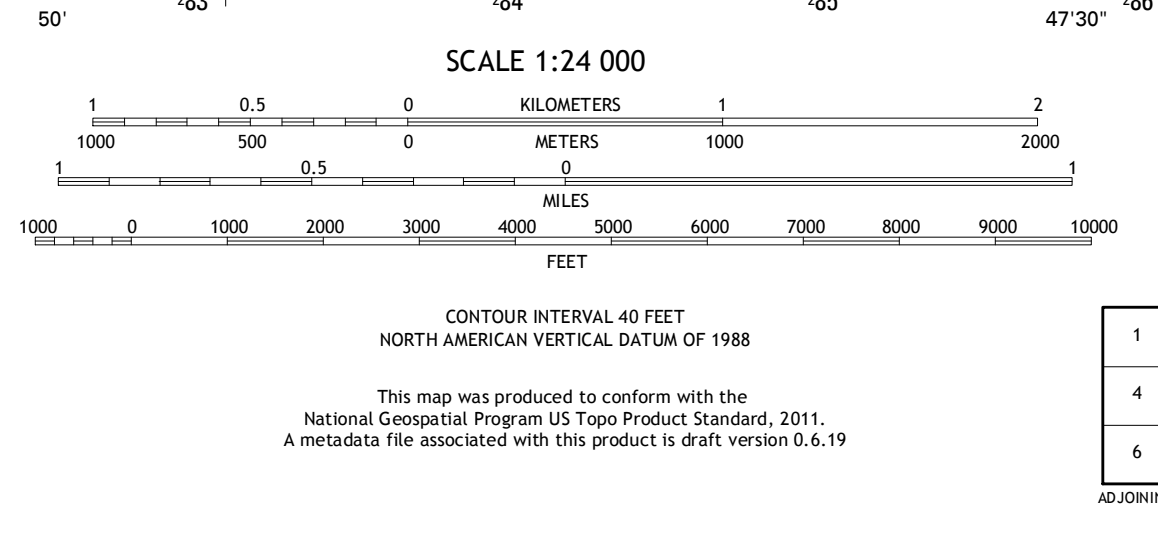 50' ²83 ²84 ²85 47'30" ²86
SCALE 1:24 000
1 0.5 0 KILOMETERS 1 2
1000 500 0 METERS 1000 2000
1 0.5 0 1
MILES
1000 0 1000 2000 3000 4000 5000 6000 7000 8000 9000 10000
FEET
CONTOUR INTERVAL 40 FEET
NORTH AMERICAN VERTICAL DATUM OF 1988
This map was produced to conform with the
National Geospatial Program US Topo Product Standard, 2011.
A metadata file associated with this product is draft version 0.6.19
1
4
6